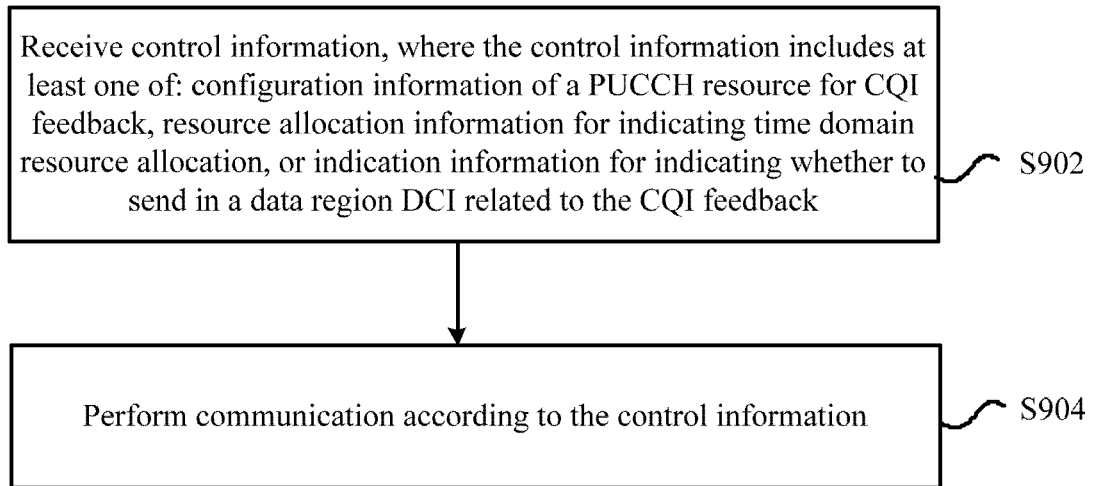 Receive control information, where the control information includes at
least one of: configuration information of a PUCCH resource for CQI
feedback, resource allocation information for indicating time domain
resource allocation, or indication information for indicating whether to
send in a data region DCI related to the CQI feedback
S902
Perform communication according to the control information
S904